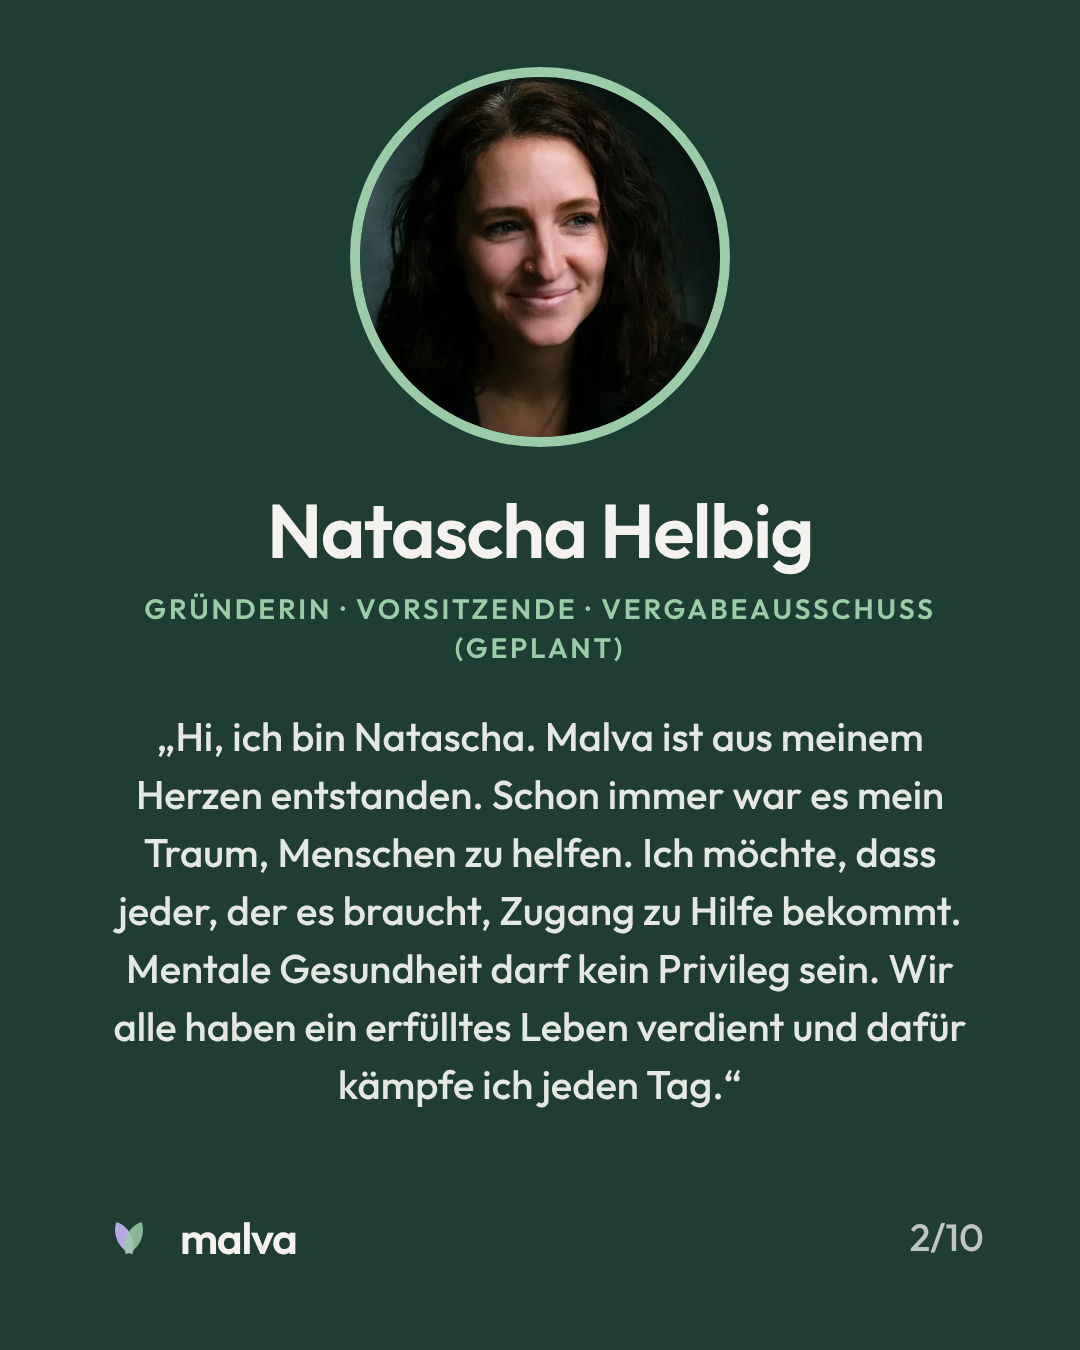 Natascha Helbig
GRÜNDERIN · VORSITZENDE · VERGABEAUSSCHUSS
(GEPLANT)
„Hi, ich bin Natascha. Malva ist aus meinem
Herzen entstanden. Schon immer war es mein
Traum, Menschen zu helfen. Ich möchte, dass
jeder, der es braucht, Zugang zu Hilfe bekommt.
Mentale Gesundheit darf kein Privileg sein. Wir
alle haben ein erfülltes Leben verdient und dafür
kämpfe ich jeden Tag.“
malva
2/10